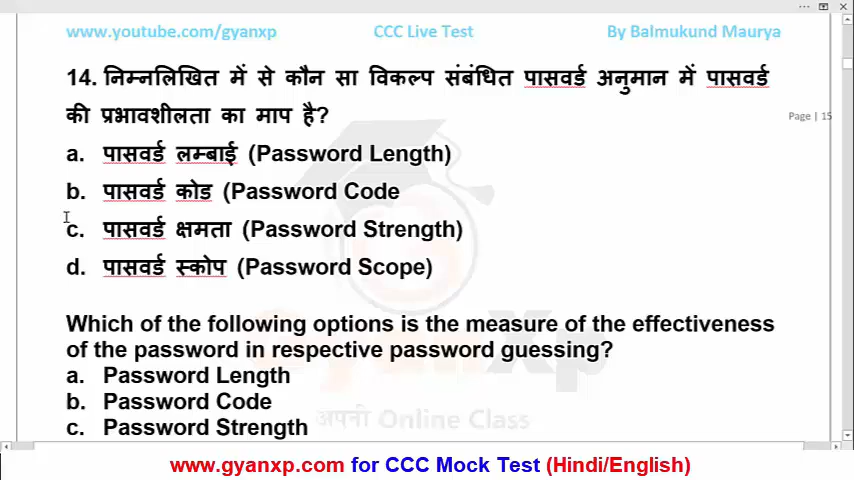 www.youtube.com/gyanxp CCC Live Test By Balmukund Maurya
14. निम्नलिखित में से कौन सा विकल्प संबंधित पासवर्ड अनुमान में पासवर्ड
की प्रभावशीलता का माप है?
Page | 15
a. पासवर्ड लम्बाई (Password Length)
b. पासवर्ड कोड (Password Code
c. पासवर्ड क्षमता (Password Strength)
d. पासवर्ड स्कोप (Password Scope)
Which of the following options is the measure of the effectiveness
of the password in respective password guessing?
a. Password Length
b. Password Code
c. Password Strength
GyanXp
अपनी Online Class
www.gyanxp.com for CCC Mock Test (Hindi/English)